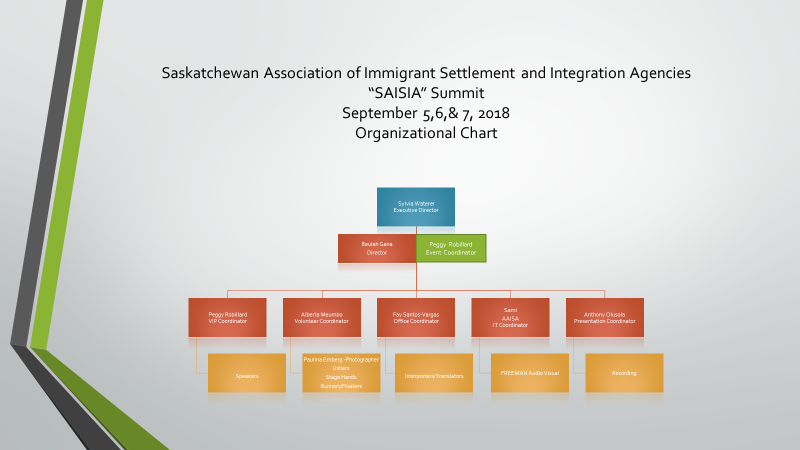 Saskatchewan Association of Immigrant Settlement and Integration Agencies
“SAISIA” Summit
September 5,6,& 7, 2018
Organizational Chart
Sylvia Waterer
Executive Director
Beulah Gana
Director
Peggy Robillard
Event Coordinator
Peggy Robillard
VIP Coordinator
Alberta Meumbo
Volunteer Coordinator
Fay Santos-Vargas
Office Coordinator
Sami
AAISA
IT Coordinator
Anthony Olusola
Presentation Coordinator
Speakers
Paulina Emberg -Photographer
Ushers
Stage Hands
Runners/Floaters
Interpreters/Translators
FREEMAN Audio Visual
Recording